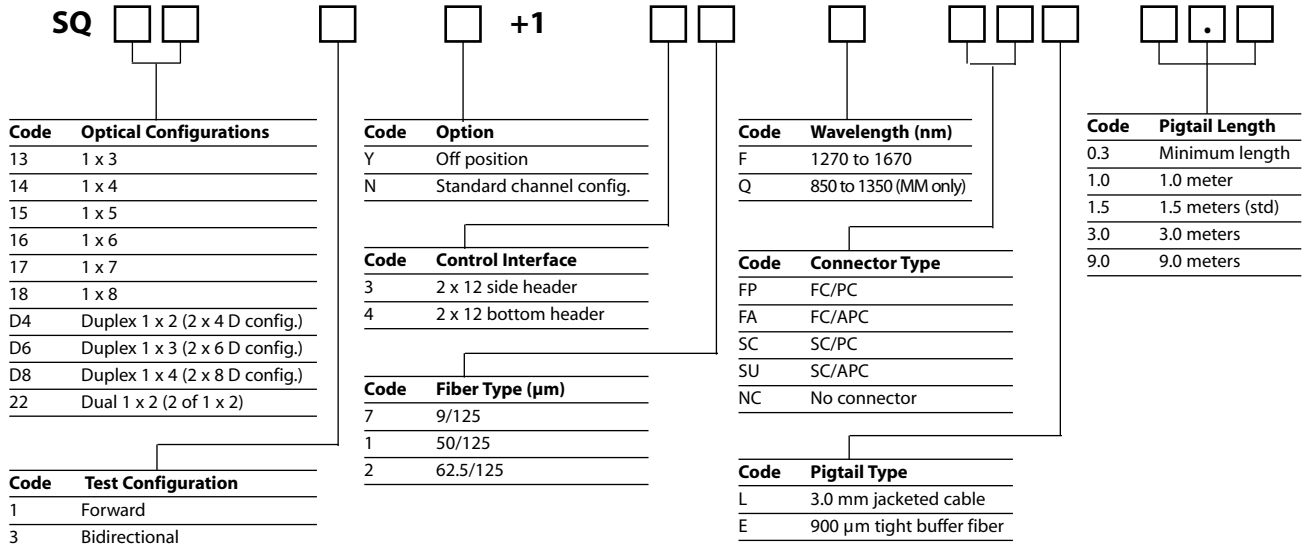 SQ +1 .
Code Optical Configurations
13 1 x 3
14 1 x 4
15 1 x 5
16 1 x 6
17 1 x 7
18 1 x 8
D4 Duplex 1 x 2 (2 x 4 D config.)
D6 Duplex 1 x 3 (2 x 6 D config.)
D8 Duplex 1 x 4 (2 x 8 D config.)
22 Dual 1 x 2 (2 of 1 x 2)
Code Test Configuration
1 Forward
3 Bidirectional
Code Option
Y Off position
N Standard channel config.
Code Control Interface
3 2 x 12 side header
4 2 x 12 bottom header
Code Fiber Type (µm)
7 9/125
1 50/125
2 62.5/125
Code Wavelength (nm)
F 1270 to 1670
Q 850 to 1350 (MM only)
Code Connector Type
FP FC/PC
FA FC/APC
SC SC/PC
SU SC/APC
NC No connector
Code Pigtail Type
L 3.0 mm jacketed cable
E 900 µm tight buffer fiber
Code Pigtail Length
0.3 Minimum length
1.0 1.0 meter
1.5 1.5 meters (std)
3.0 3.0 meters
9.0 9.0 meters